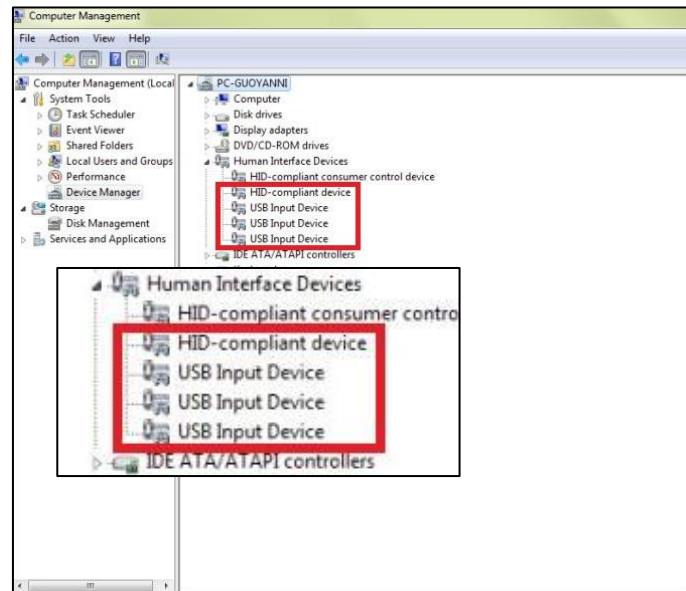 Computer Management
File Action View Help
Computer Management (Local
System Tools
Task Scheduler
Event Viewer
Shared Folders
Local Users and Groups
Performance
Device Manager
Storage
Disk Management
Services and Applications
PC-GUOYANNI
Computer
Disk drives
Display adapters
DVD/CD-ROM drives
Human Interface Devices
HID-compliant consumer control device
HID-compliant device
USB Input Device
USB Input Device
USB Input Device
IDE ATA/ATAPI controllers
Human Interface Devices
HID-compliant consumer contro
HID-compliant device
USB Input Device
USB Input Device
USB Input Device
IDE ATA/ATAPI controllers